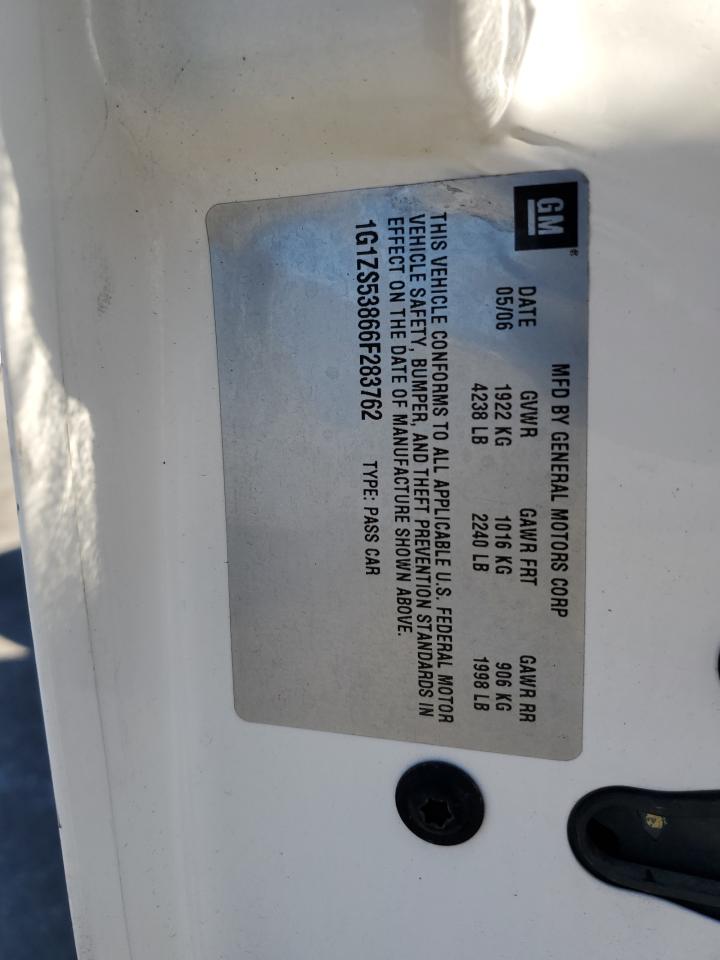 GM®
MFD BY GENERAL MOTORS CORP
DATE GVWR GAWR FRT GAWR RR
05/06 1922 KG 1016 KG 906 KG
4238 LB 2240 LB 1998 LB
THIS VEHICLE CONFORMS TO ALL APPLICABLE U.S. FEDERAL MOTOR
VEHICLE SAFETY, BUMPER, AND THEFT PREVENTION STANDARDS IN
EFFECT ON THE DATE OF MANUFACTURE SHOWN ABOVE.
1G1ZS53866F283762 TYPE: PASS CAR